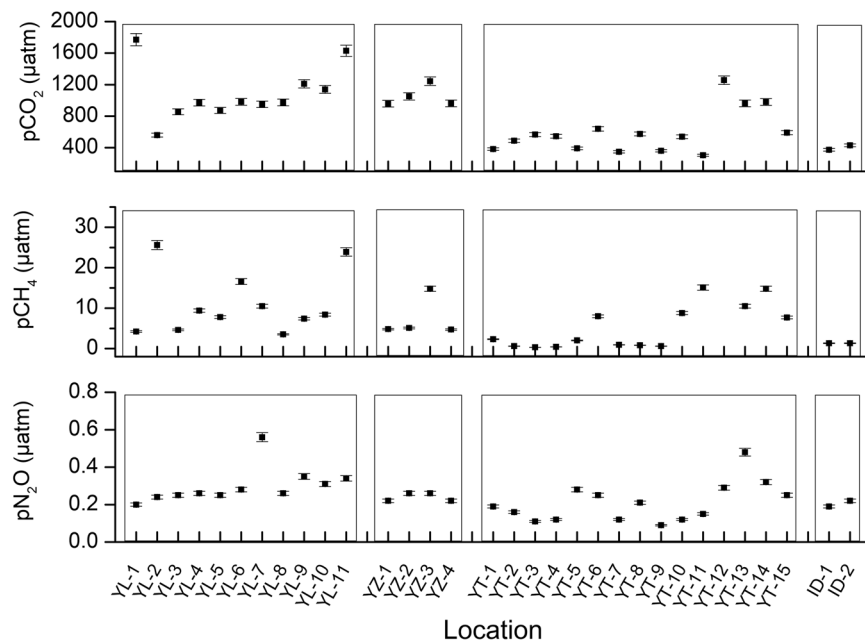 pCO₂ (µatm)
2000
1600
1200
800
400
pCH₄ (µatm)
30
20
10
0
pN₂O (µatm)
0.8
0.6
0.4
0.2
0.0
YL-1 YL-2 YL-3 YL-4 YL-5 YL-6 YL-7 YL-8 YL-9 YL-10 YL-11 YZ-1 YZ-2 YZ-3 YZ-4 YT-1 YT-2 YT-3 YT-4 YT-5 YT-6 YT-7 YT-8 YT-9 YT-10 YT-11 YT-12 YT-13 YT-14 YT-15 ID-1 ID-2
Location